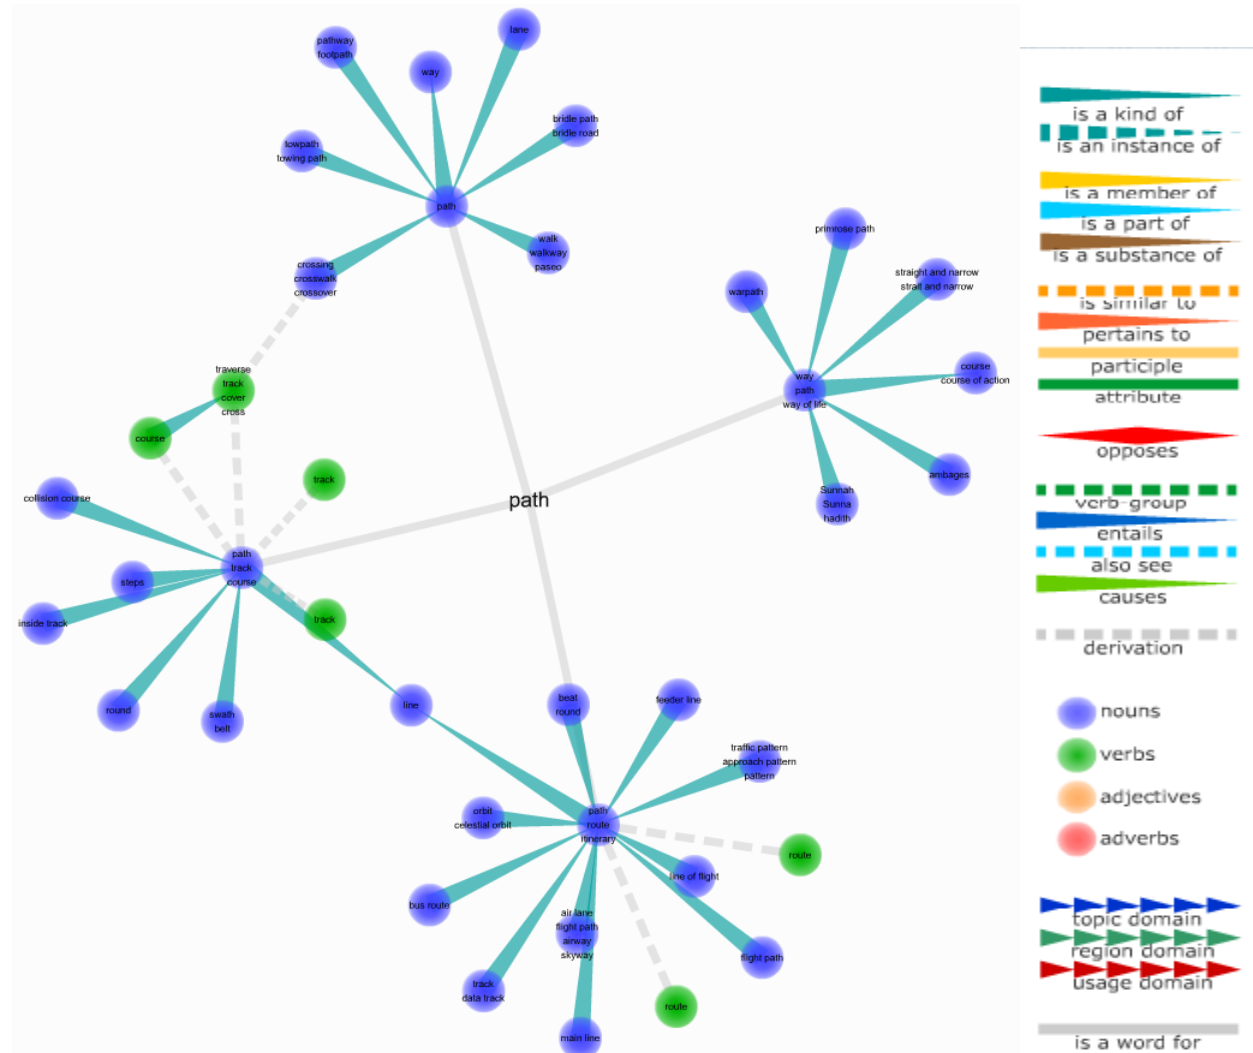 lane
pathway
footpath
way
bridle path
bridle road
towpath
towing path
path
walk
walkway
paseo
crossing
crosswalk
crossover
primrose path
straight and narrow
strait and narrow
warpath
course
course of action
way
path
way of life
ambages
Sunnah
Sunna
hadith
traverse
track
cover
cross
course
track
collision course
path
path
track
course
steps
track
inside track
round
swath
belt
line
beat
round
feeder line
traffic pattern
approach pattern
pattern
orbit
celestial orbit
path
route
itinerary
route
line of flight
bus route
air lane
flight path
airway
skyway
flight path
track
data track
route
main line
is a kind of
is an instance of
is a member of
is a part of
is a substance of
is similar to
pertains to
participle
attribute
opposes
verb-group
entails
also see
causes
derivation
nouns
verbs
adjectives
adverbs
topic domain
region domain
usage domain
is a word for